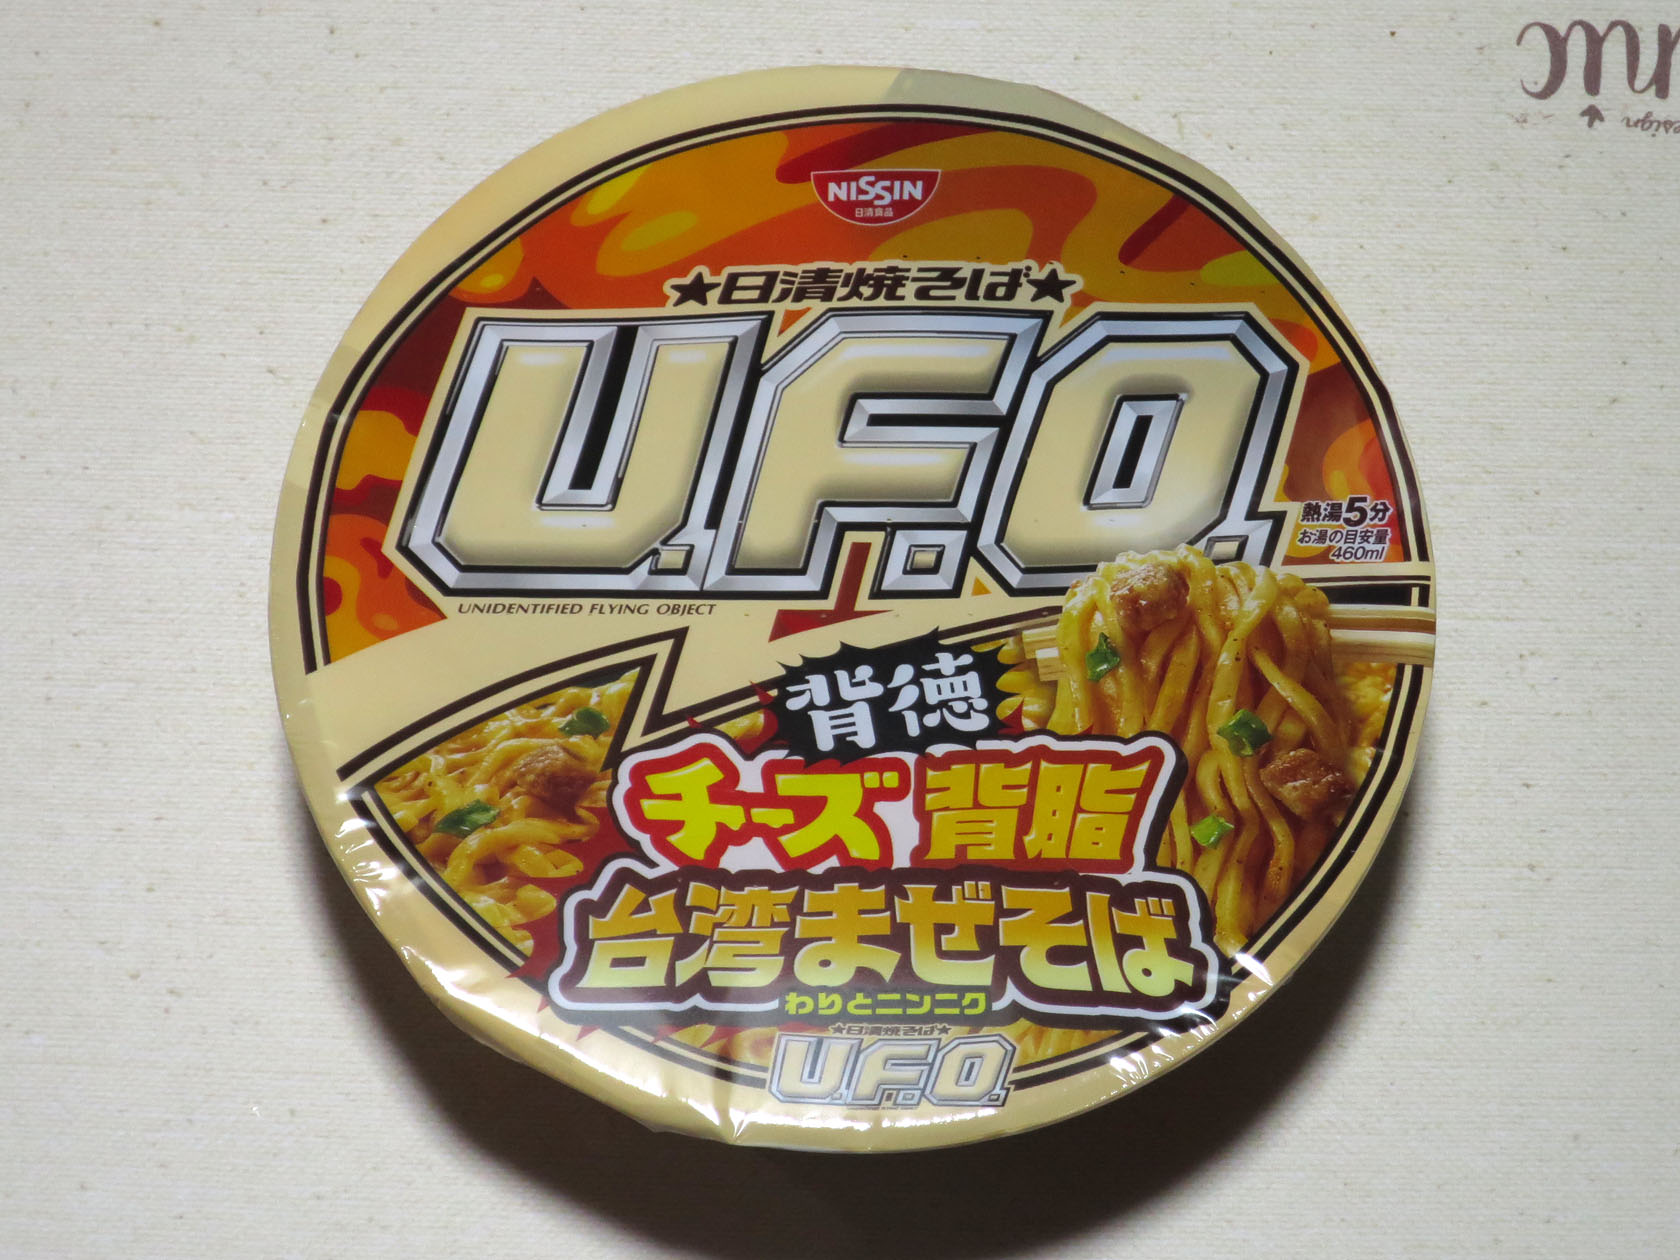 NISSIN
日清食品
★日清焼そば★
U.F.O.
UNIDENTIFIED FLYING OBJECT
熱湯5分
お湯の目安量
460ml
背徳
チーズ背脂
台湾まぜそば
わりとニンニク
★日清焼そば★
U.F.O.